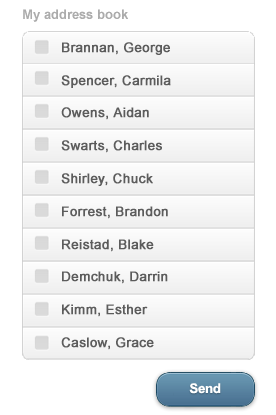 My address book
Brannan, George
Spencer, Carmila
Owens, Aidan
Swarts, Charles
Shirley, Chuck
Forrest, Brandon
Reistad, Blake
Demchuk, Darrin
Kimm, Esther
Caslow, Grace
Send